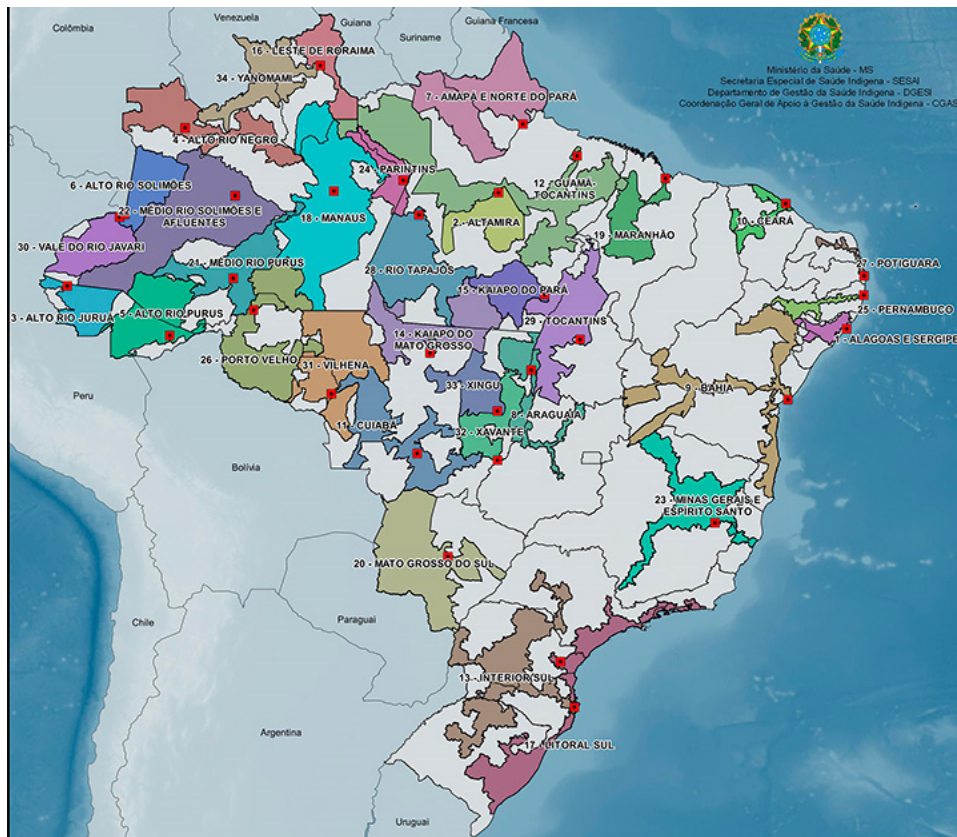 Venezuela
Guiana
Guiana Francesa
Colômbia
Suriname
16 - LESTE DE RORAIMA
34 - YANOMAMI
Ministério da Saúde - MS
Secretaria Especial de Saúde Indígena - SESAI
Departamento de Gestão da Saúde Indígena - DGESI
Coordenação Geral de Apoio à Gestão da Saúde Indígena - CGAS
7 - AMAPÁ E NORTE DO PARÁ
4 - ALTO RIO NEGRO
24 - PARINTINS
6 - ALTO RIO SOLIMÕES
12 - GUAMÁ-
TOCANTINS
22 - MÉDIO RIO SOLIMÕES E
AFLUENTES
18 - MANAUS
2 - ALTAMIRA
10 - CEARÁ
19 - MARANHÃO
30 - VALE DO RIO JAVARI
21 - MÉDIO RIO PURUS
28 - RIO TAPAJÓS
27 - POTIGUARA
15 - KAIAPO DO PARÁ
3 - ALTO RIO JURUÁ
5 - ALTO RIO PURUS
25 - PERNAMBUCO
29 - TOCANTINS
14 - KAIAPO DO
MATO GROSSO
1 - ALAGOAS E SERGIPE
26 - PORTO VELHO
31 - VILHENA
33 - XINGU
9 - BAHIA
Peru
8 - ARAGUAIA
11 - CUIABÁ
32 - XAVANTE
Bolívia
23 - MINAS GERAIS E
ESPÍRITO SANTO
20 - MATO GROSSO DO SUL
Chile
Paraguai
13 - INTERIOR SUL
Argentina
17 - LITORAL SUL
Uruguai